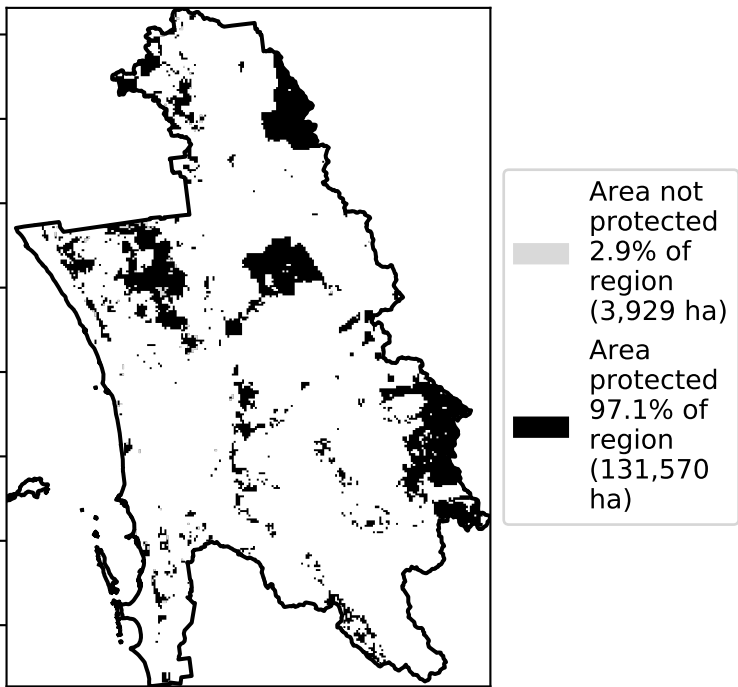 Area not
protected
2.9% of
region
(3,929 ha)
Area
protected
97.1% of
region
(131,570
ha)